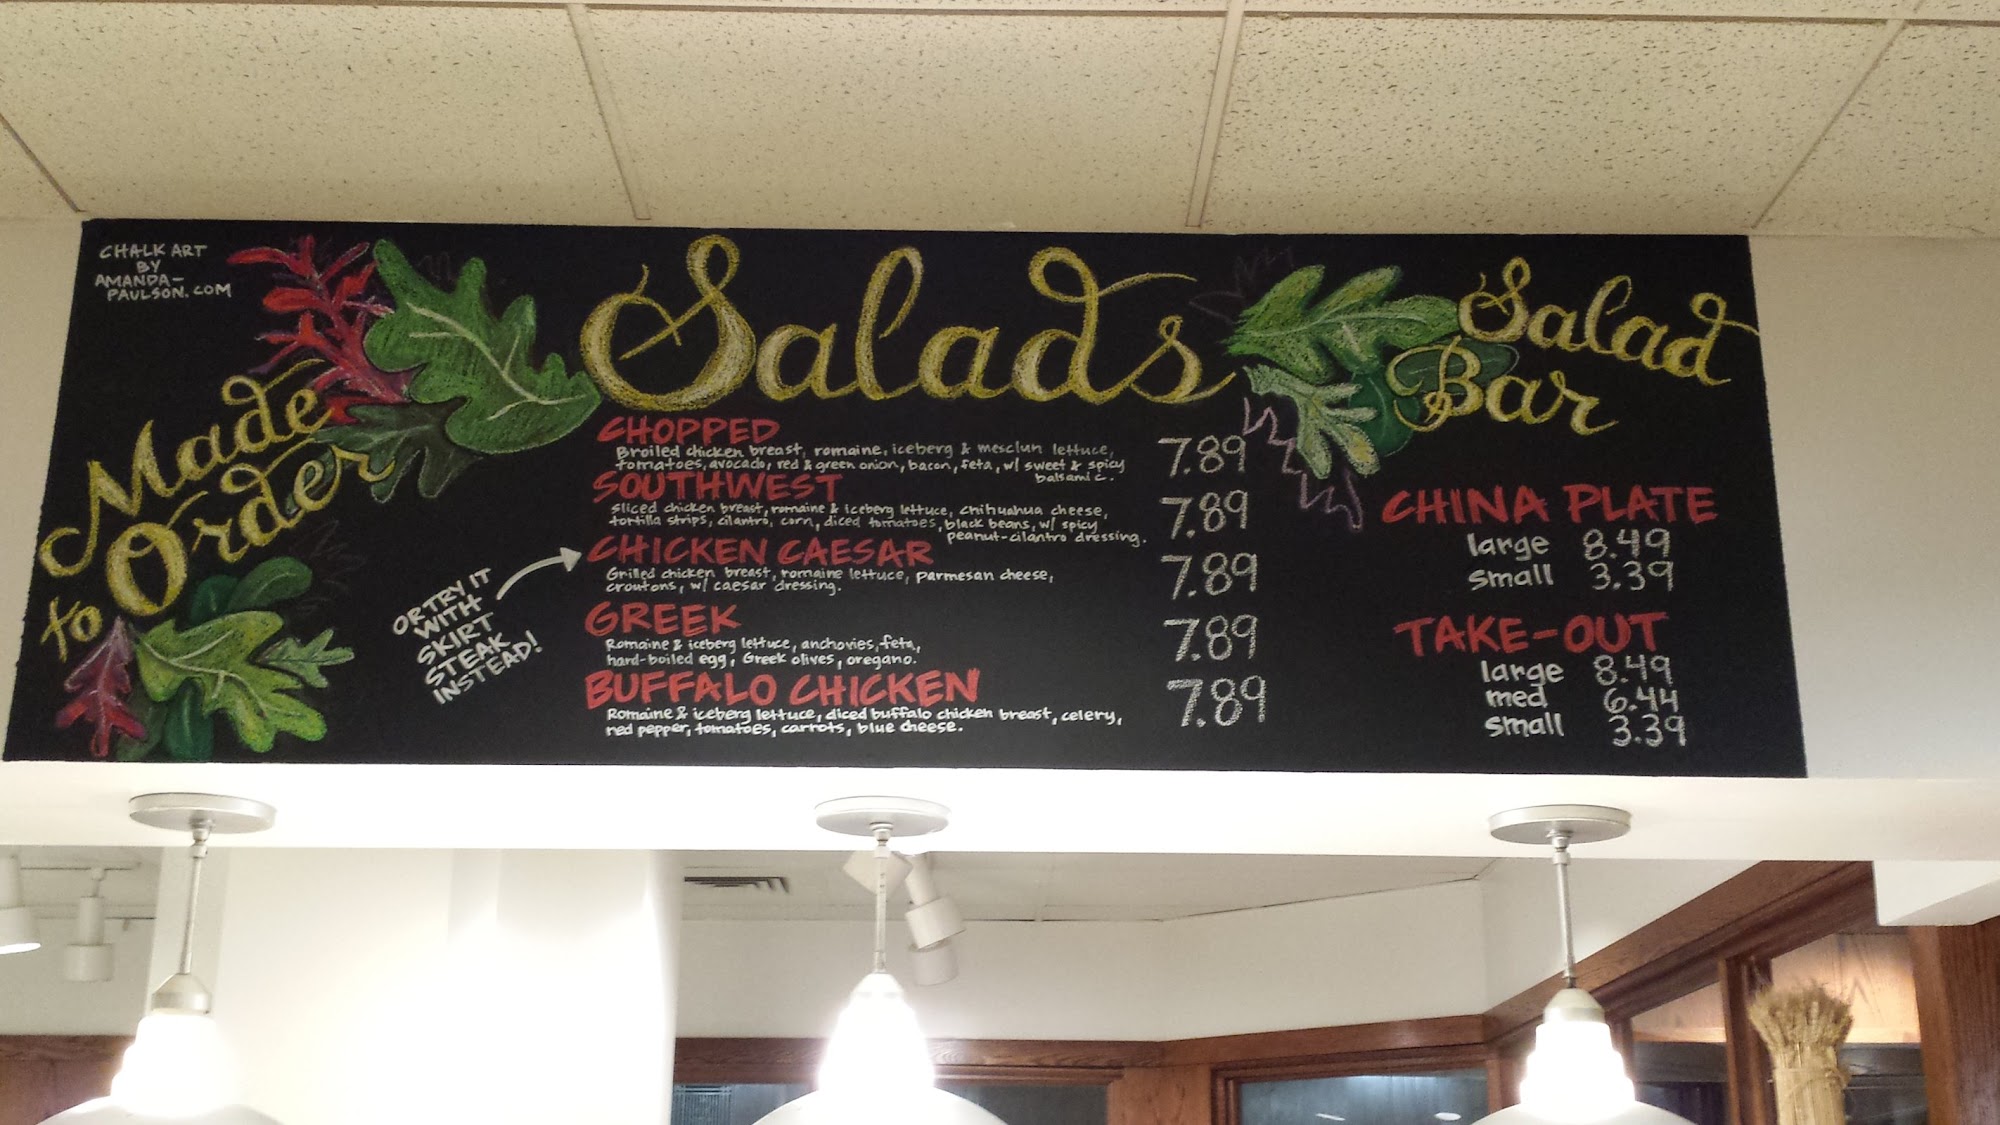 CHALK ART
BY
AMANDA-
PAULSON.COM
Made
to Order
Salads
CHOPPED 7.89
Broiled chicken breast, romaine, iceberg & mesclun lettuce,
tomatoes, avocado, red & green onion, bacon, feta, w/ sweet & spicy
balsamic.
SOUTHWEST 7.89
Sliced chicken breast, romaine & iceberg lettuce, chihuahua cheese,
tortilla strips, cilantro, corn, diced tomatoes, black beans, w/ spicy
peanut-cilantro dressing.
OR TRY IT
WITH
SKIRT
STEAK
INSTEAD!
CHICKEN CAESAR 7.89
Grilled chicken breast, romaine lettuce, parmesan cheese,
croutons, w/ caesar dressing.
GREEK 7.89
Romaine & iceberg lettuce, anchovies, feta,
hard-boiled egg, Greek olives, oregano.
BUFFALO CHICKEN 7.89
Romaine & iceberg lettuce, diced buffalo chicken breast, celery,
red pepper, tomatoes, carrots, blue cheese.
Salad
Bar
CHINA PLATE
large 8.49
small 3.39
TAKE-OUT
large 8.49
med 6.44
small 3.39